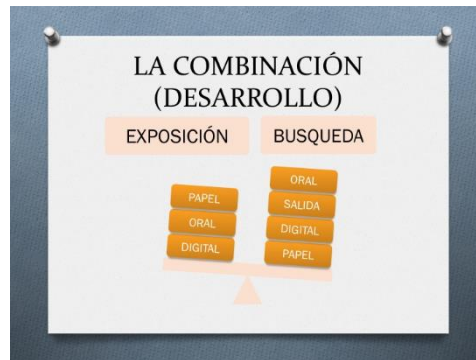 LA COMBINACIÓN
(DESARROLLO)
EXPOSICIÓN
BUSQUEDA
PAPEL
ORAL
DIGITAL
ORAL
SALIDA
DIGITAL
PAPEL